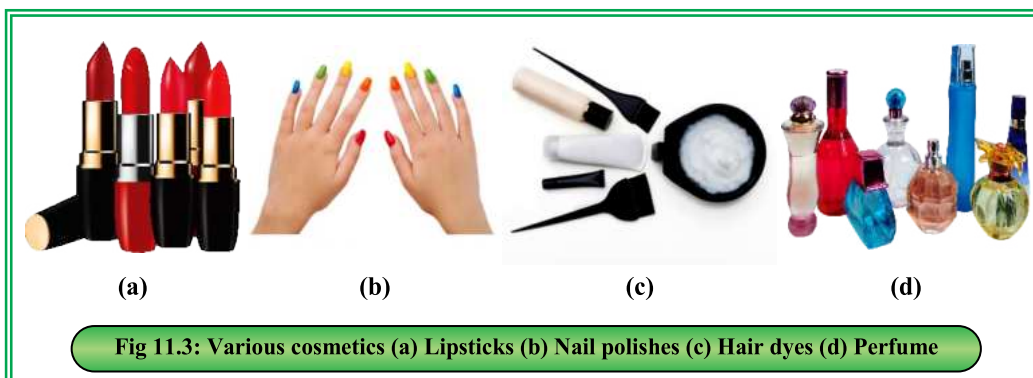 (a) (b) (c) (d)
Fig 11.3: Various cosmetics (a) Lipsticks (b) Nail polishes (c) Hair dyes (d) Perfume